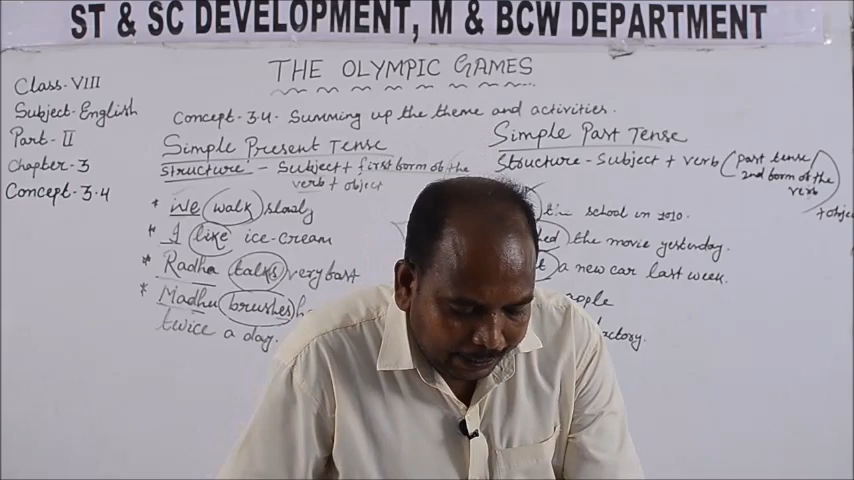 ST & SC DEVELOPMENT, M & BCW DEPARTMENT
THE OLYMPIC GAMES
Class-VIII
Subject-English
Part-II
Chapter-3
Concept-3.4
Concept-3.4. Summing up the theme and activities.
Simple Present Tense
structure - Subject + first form of the
verb + object
* We walk slowly
* I like ice-cream
* Radha talks very fast
* Madhu brushes
twice a day.
Simple Past Tense
Structure - Subject + verb (past tense
2nd form of the
verb)
+ object
the school in 2010.
the movie yesterday.
a new car last week.